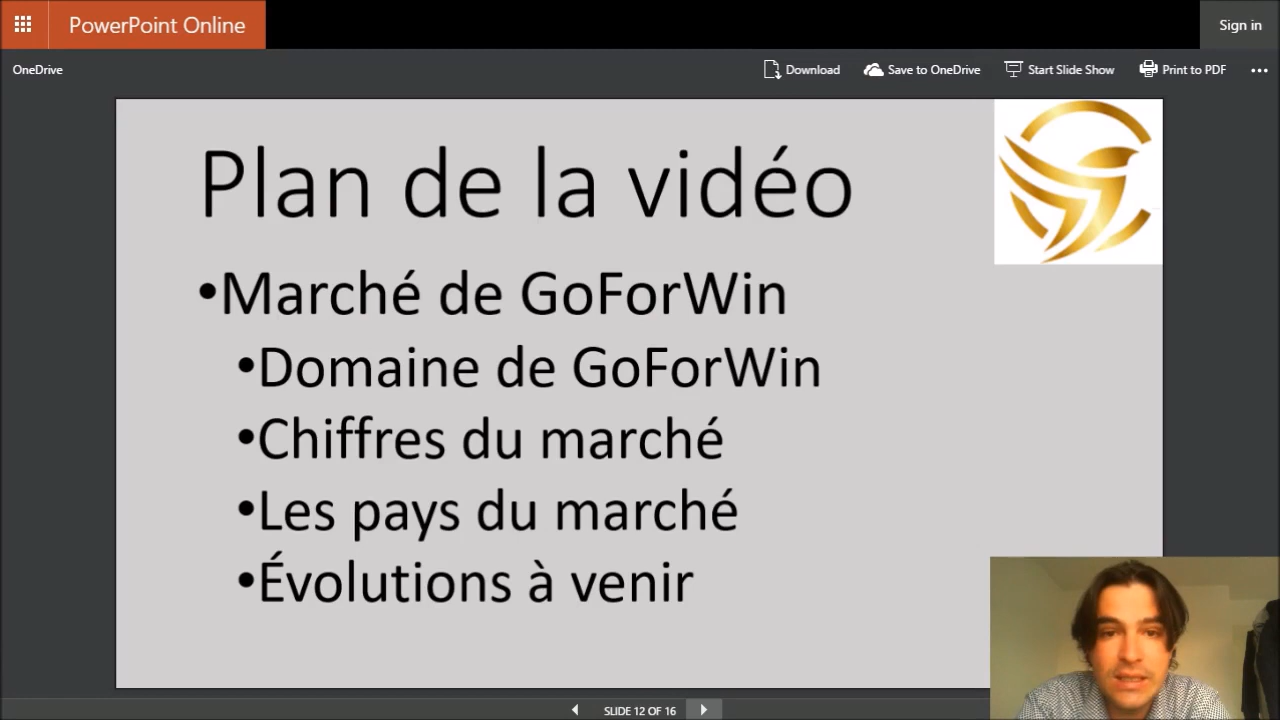 PowerPoint Online
Sign in
OneDrive
Download
Save to OneDrive
Start Slide Show
Print to PDF
Plan de la vidéo
•Marché de GoForWin
•Domaine de GoForWin
•Chiffres du marché
•Les pays du marché
•Évolutions à venir
SLIDE 12 OF 16